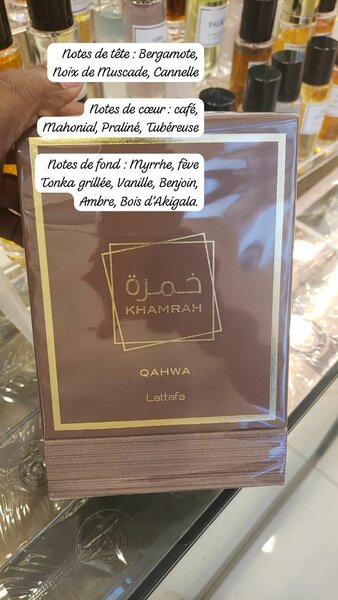 Notes de tête : Bergamote,
Noix de Muscade, Cannelle
Notes de cœur : café,
Mahonial, Praliné, Tubéreuse
Notes de fond : Myrrhe, fève
Tonka grillée, Vanille, Benjoin,
Ambre, Bois d'Akigala.
خمرة
KHAMRAH
QAHWA
Lattafa